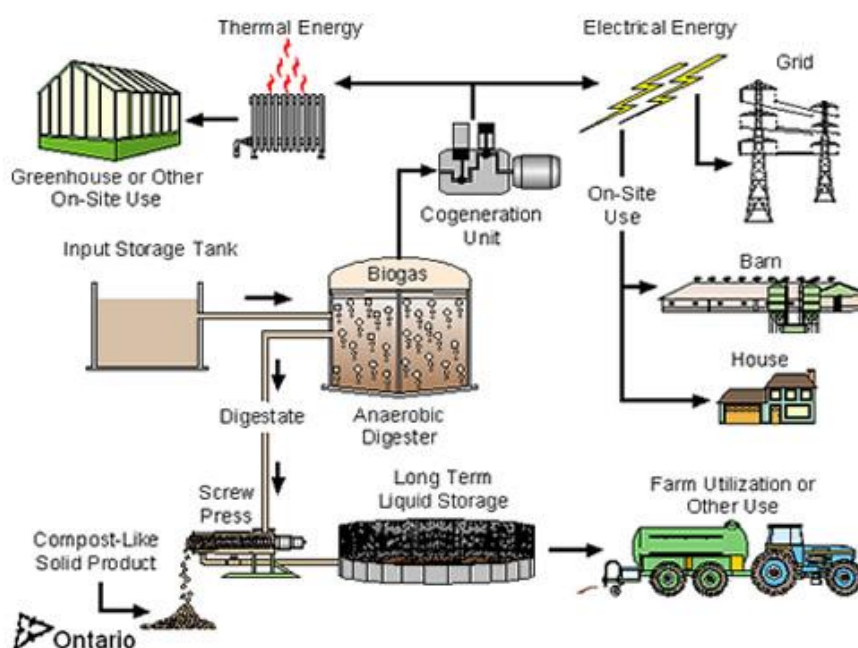 Thermal Energy
Electrical Energy
Grid
Greenhouse or Other
On-Site Use
Cogeneration
Unit
On-Site
Use
Input Storage Tank
Biogas
Barn
House
Digestate
Anaerobic
Digester
Screw
Press
Long Term
Liquid Storage
Farm Utilization or
Other Use
Compost-Like
Solid Product
Ontario